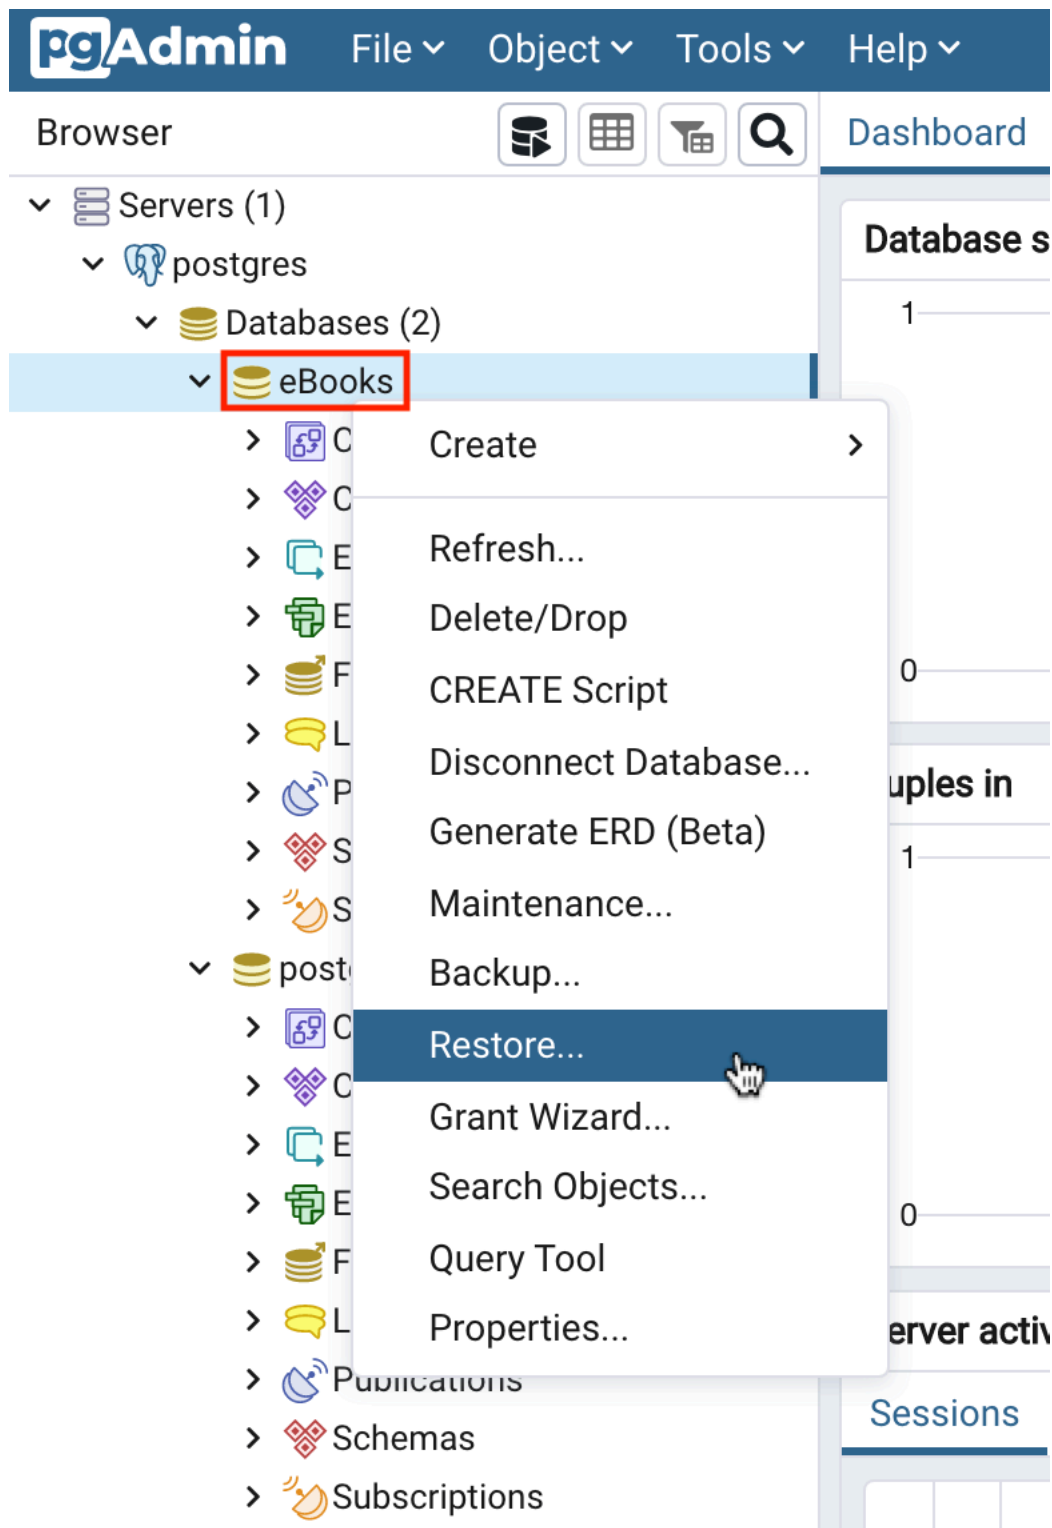 pgAdmin File Object Tools Help
Browser
Dashboard
Servers (1)
postgres
Databases (2)
eBooks
Create
Refresh...
Delete/Drop
CREATE Script
Disconnect Database...
Generate ERD (Beta)
Maintenance...
Backup...
Restore...
Grant Wizard...
Search Objects...
Query Tool
Properties...
C
C
E
E
F
L
P
S
S
post
C
C
E
E
F
L
Publications
Schemas
Subscriptions
Database s
1
0
uples in
1
0
erver activ
Sessions